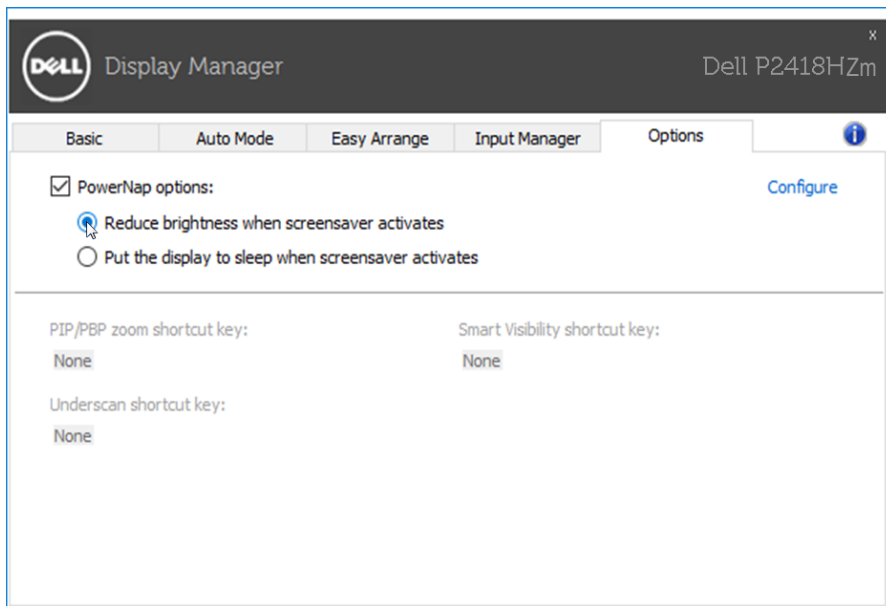 x
DELL Display Manager Dell P2418HZm
Basic Auto Mode Easy Arrange Input Manager Options i
PowerNap options: Configure
Reduce brightness when screensaver activates
Put the display to sleep when screensaver activates
PIP/PBP zoom shortcut key: Smart Visibility shortcut key:
None None
Underscan shortcut key:
None